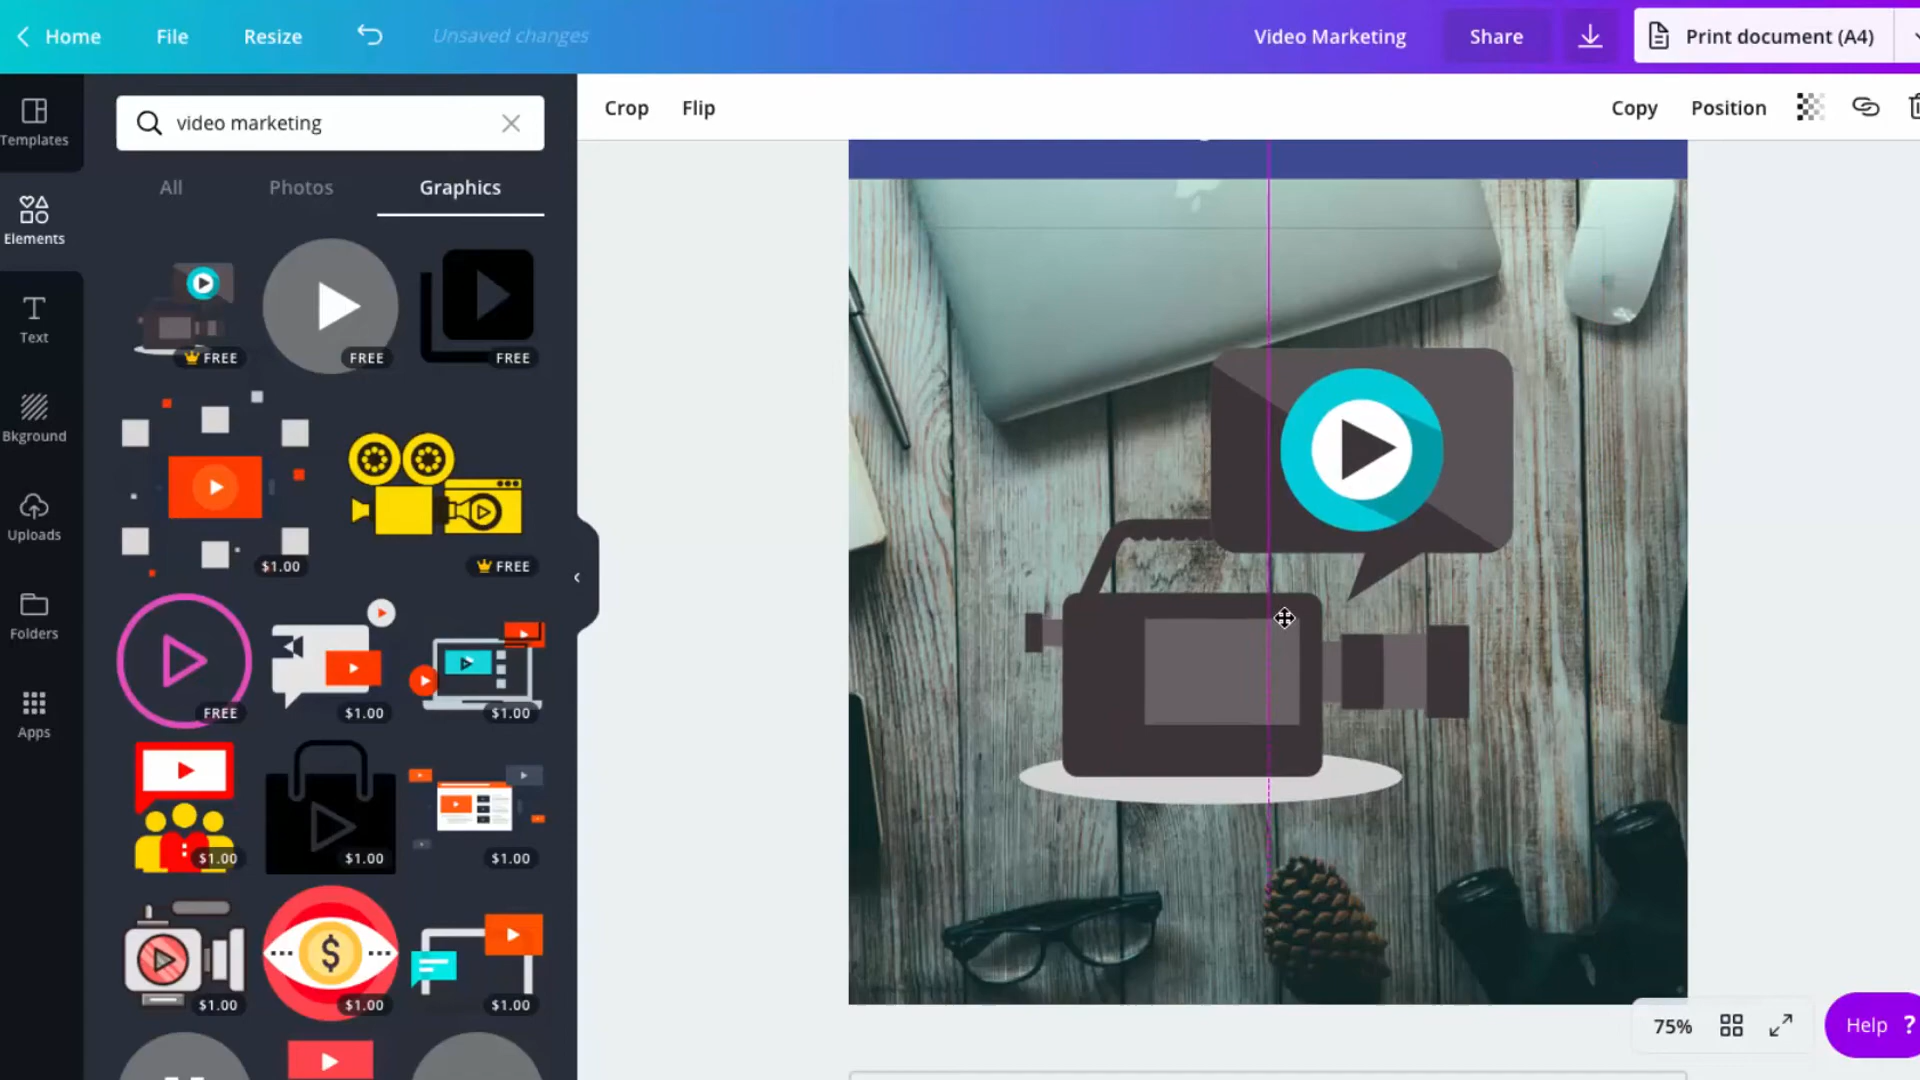 Home File Resize Unsaved changes Video Marketing Share Print document (A4)
video marketing
Crop Flip Copy Position
Templates
All Photos Graphics
Elements
Text
Bkground
Uploads
Folders
Apps
FREE FREE FREE
$1.00 FREE
FREE $1.00 $1.00
$1.00 $1.00 $1.00
$
$1.00 $1.00 $1.00
75% Help ?